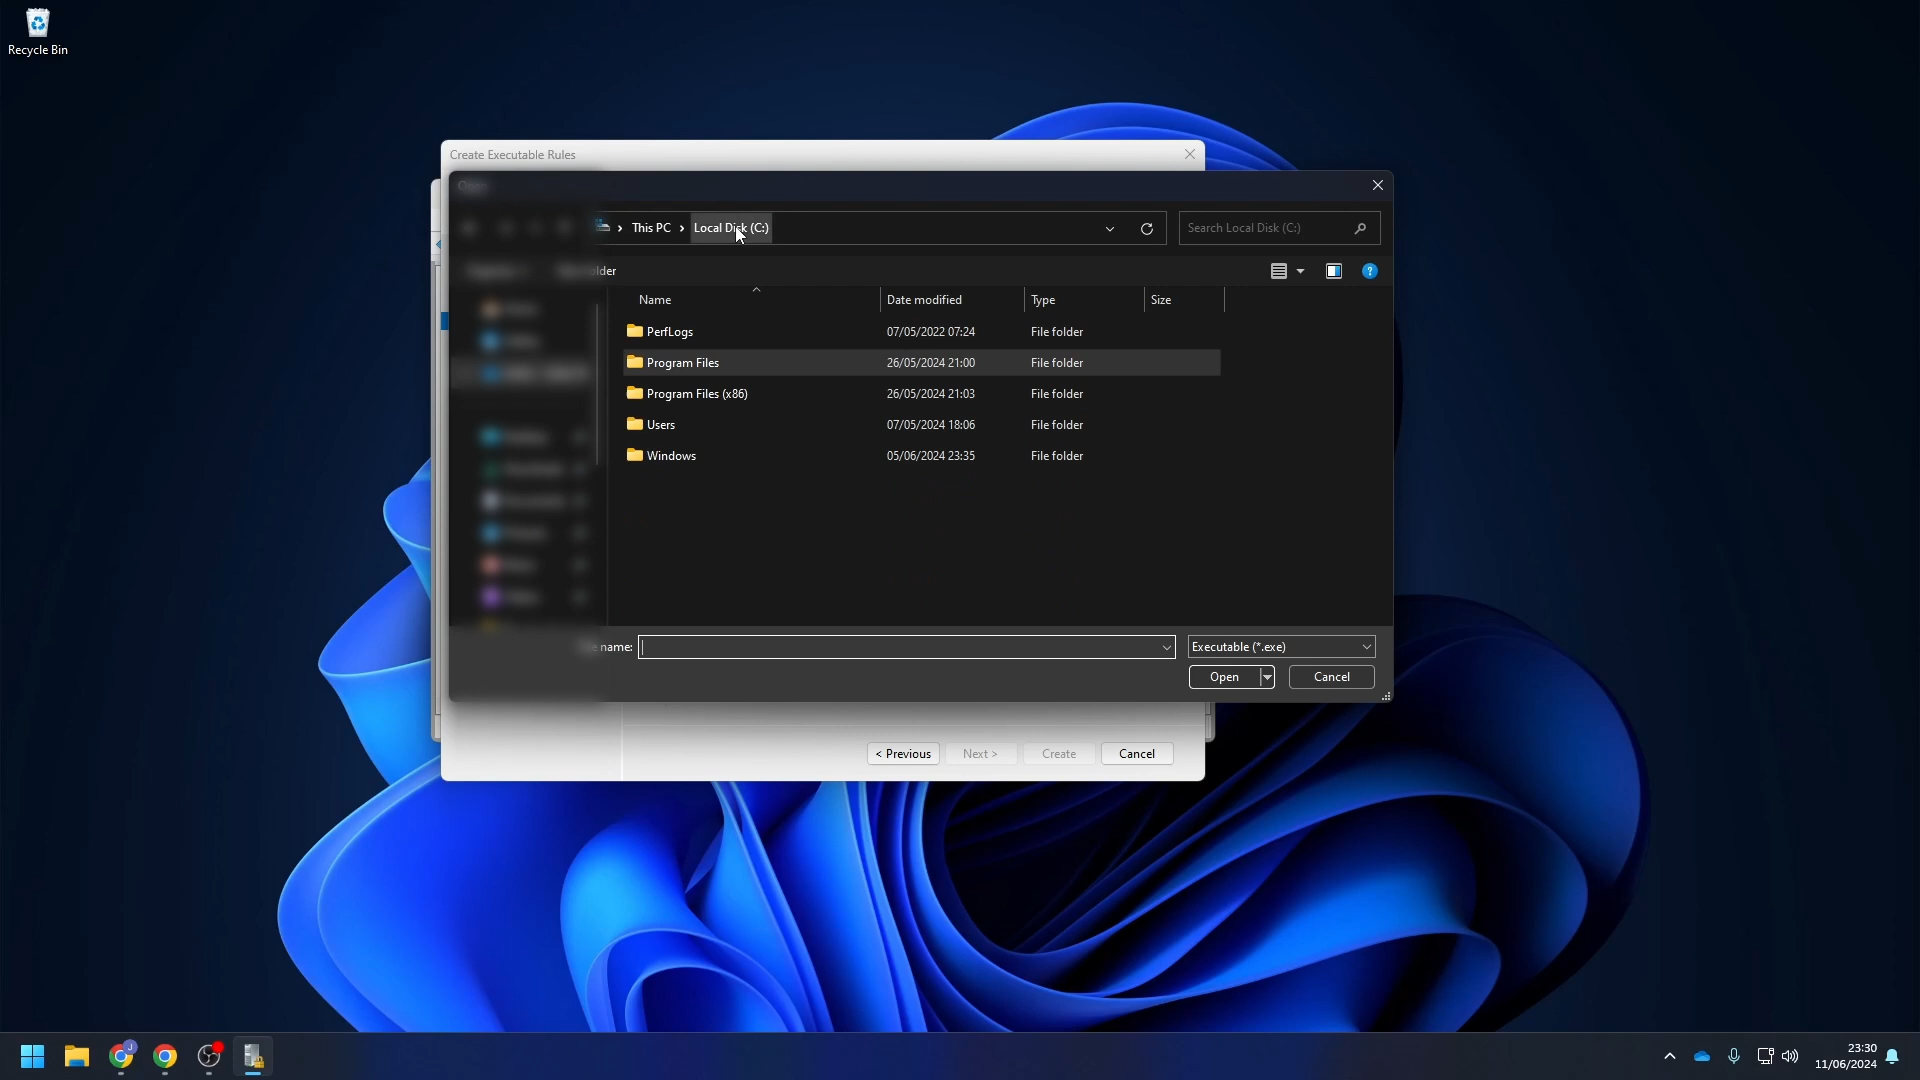 Recycle Bin
Create Executable Rules
This PC
Local Disk (C:)
Search Local Disk (C:)
Name
Date modified
Type
Size
PerfLogs
07/05/2022 07:24
File folder
Program Files
26/05/2024 21:00
File folder
Program Files (x86)
26/05/2024 21:03
File folder
Users
07/05/2024 18:06
File folder
Windows
05/06/2024 23:35
File folder
name:
Executable (*.exe)
Open
Cancel
< Previous
Next >
Create
Cancel
J
23:30
11/06/2024